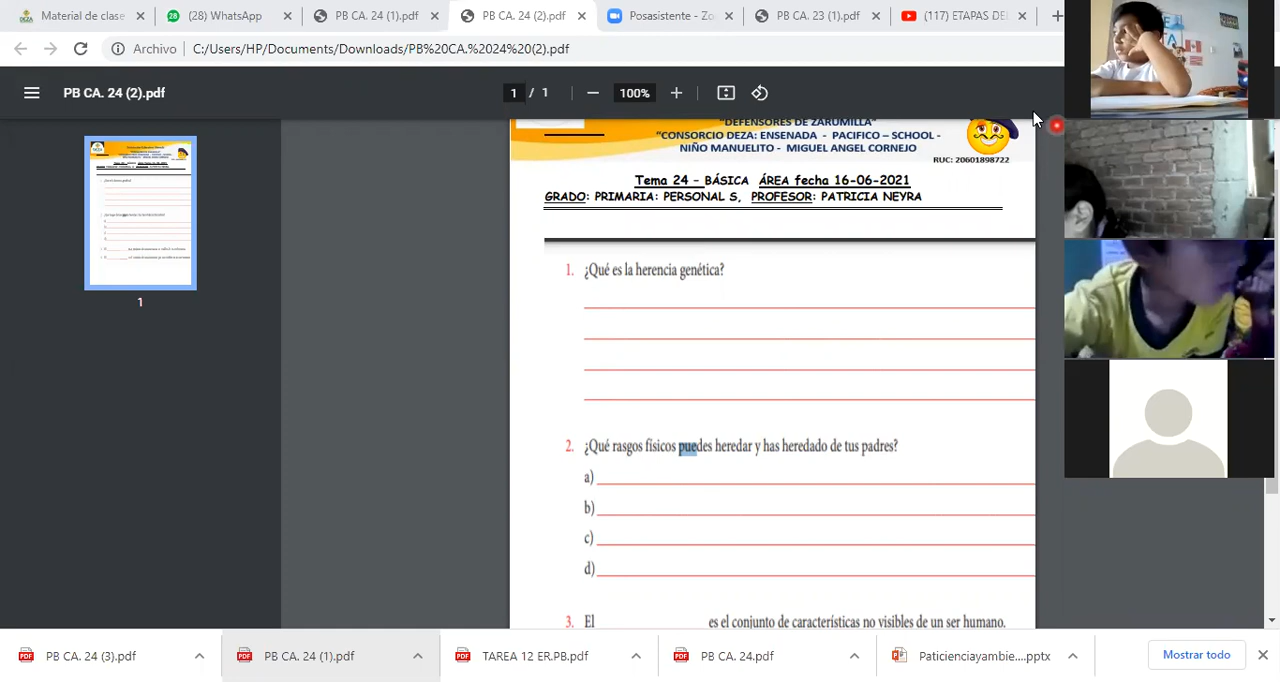 Material de clase
(28) WhatsApp
PB CA. 24 (1).pdf
PB CA. 24 (2).pdf
Posasistente - Zo
PB CA. 23 (1).pdf
(117) ETAPAS DE
Archivo
C:/Users/HP/Documents/Downloads/PB%20CA.%2024%20(2).pdf
PB CA. 24 (2).pdf
1 / 1
100%
"DEFENSORES DE ZARUMILLA"
"CONSORCIO DEZA: ENSENADA - PACIFICO – SCHOOL -
NIÑO MANUELITO - MIGUEL ANGEL CORNEJO
RUC: 20601898722
Tema 24 – BÁSICA ÁREA fecha 16-06-2021
GRADO: PRIMARIA: PERSONAL S, PROFESOR: PATRICIA NEYRA
1. ¿Qué es la herencia genética?
2. ¿Qué rasgos físicos puedes heredar y has heredado de tus padres?
a)
b)
c)
d)
3. El es el conjunto de características no visibles de un ser humano.
1
PB CA. 24 (3).pdf
PB CA. 24 (1).pdf
TAREA 12 ER.PB.pdf
PB CA. 24.pdf
Paticienciayambie....pptx
Mostrar todo